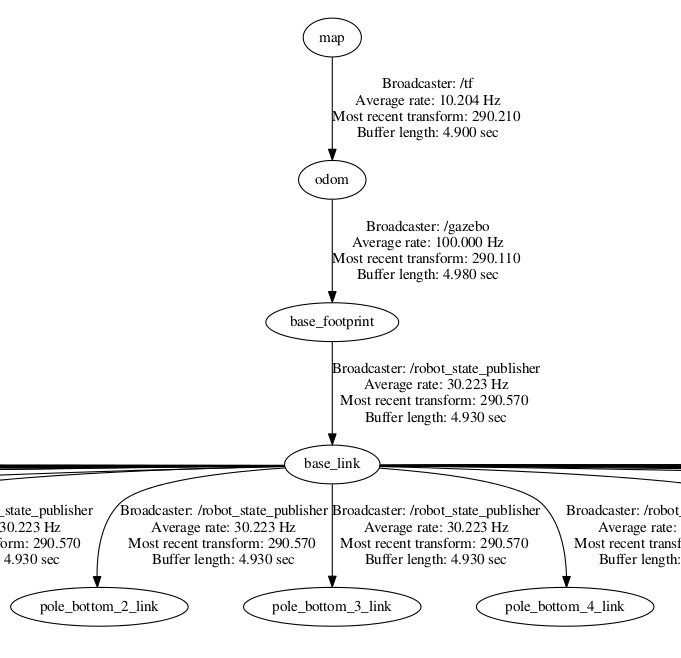 map
Broadcaster: /tf
Average rate: 10.204 Hz
Most recent transform: 290.210
Buffer length: 4.900 sec
odom
Broadcaster: /gazebo
Average rate: 100.000 Hz
Most recent transform: 290.110
Buffer length: 4.980 sec
base_footprint
Broadcaster: /robot_state_publisher
Average rate: 30.223 Hz
Most recent transform: 290.570
Buffer length: 4.930 sec
base_link
_state_publisher
30.223 Hz
form: 290.570
4.930 sec
Broadcaster: /robot_state_publisher
Average rate: 30.223 Hz
Most recent transform: 290.570
Buffer length: 4.930 sec
Broadcaster: /robot_state_publisher
Average rate: 30.223 Hz
Most recent transform: 290.570
Buffer length: 4.930 sec
Broadcaster: /robot_
Average rate:
Most recent transf
Buffer length:
pole_bottom_2_link
pole_bottom_3_link
pole_bottom_4_link